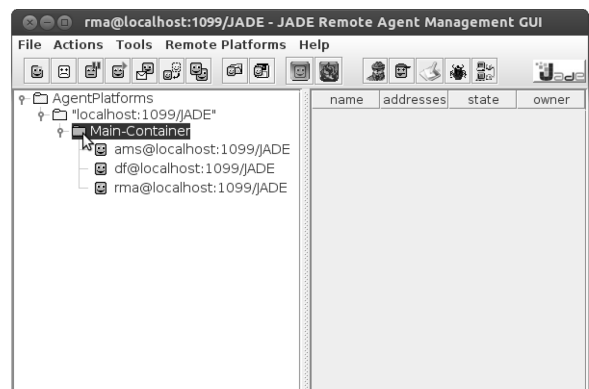 rma@localhost:1099/JADE - JADE Remote Agent Management GUI
File Actions Tools Remote Platforms Help
Jade
AgentPlatforms
"localhost:1099/JADE"
Main-Container
ams@localhost:1099/JADE
df@localhost:1099/JADE
rma@localhost:1099/JADE
name addresses state owner